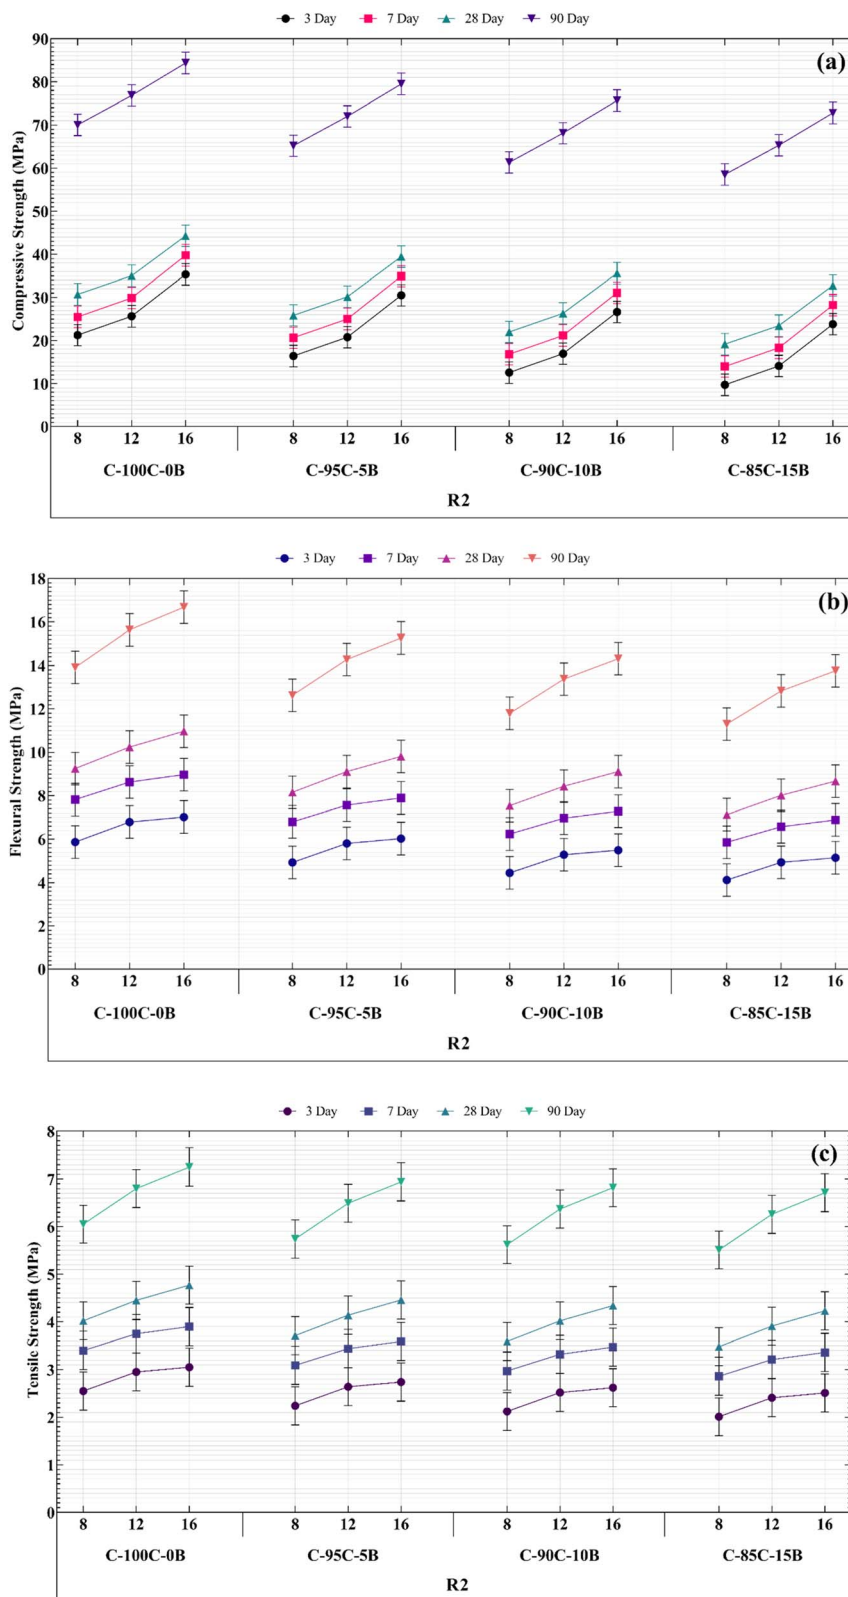 3 Day 7 Day 28 Day 90 Day
(a)
90
80
70
60
50
40
30
20
10
0
Compressive Strength (MPa)
8 12 16 8 12 16 8 12 16 8 12 16
C-100C-0B C-95C-5B C-90C-10B C-85C-15B
R2
3 Day 7 Day 28 Day 90 Day
(b)
18
16
14
12
10
8
6
4
2
0
Flexural Strength (MPa)
8 12 16 8 12 16 8 12 16 8 12 16
C-100C-0B C-95C-5B C-90C-10B C-85C-15B
R2
3 Day 7 Day 28 Day 90 Day
(c)
8
7
6
5
4
3
2
1
0
Tensile Strength (MPa)
8 12 16 8 12 16 8 12 16 8 12 16
C-100C-0B C-95C-5B C-90C-10B C-85C-15B
R2